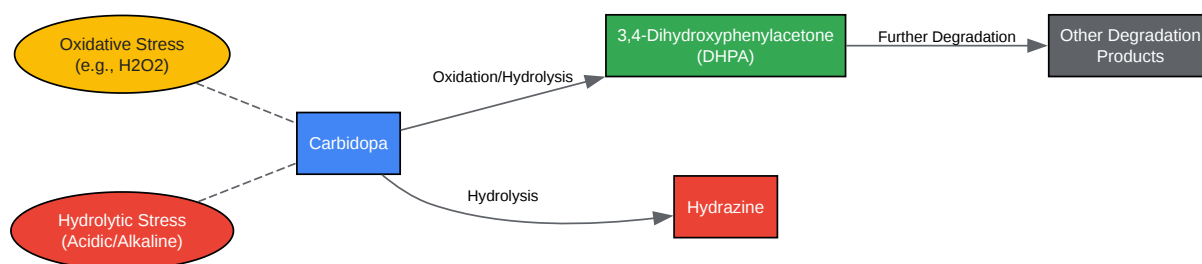 Oxidative Stress
(e.g., H2O2)
Hydrolytic Stress
(Acidic/Alkaline)
Carbidopa
Oxidation/Hydrolysis
Hydrolysis
3,4-Dihydroxyphenylacetone
(DHPA)
Hydrazine
Further Degradation
Other Degradation
Products